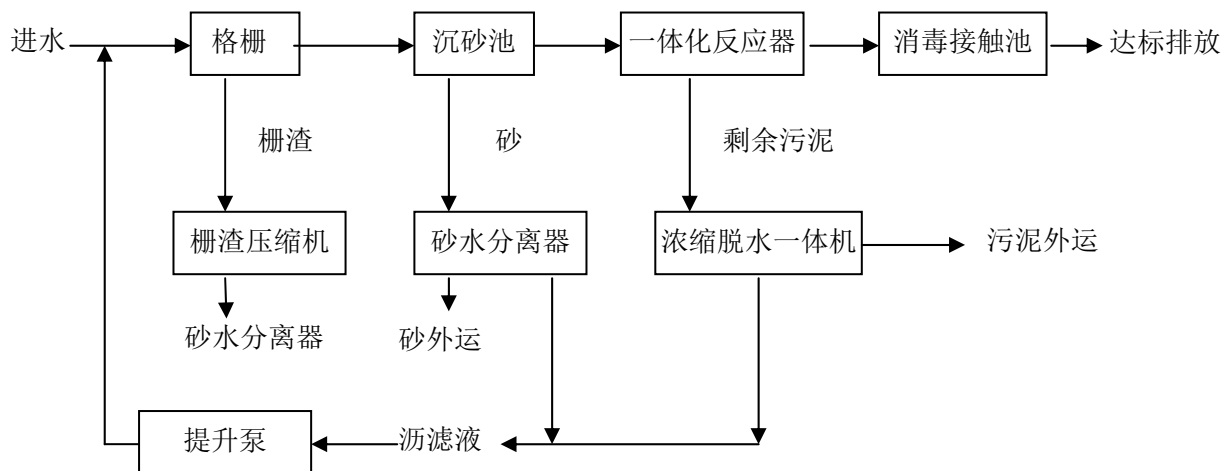 进水
格栅
沉砂池
一体化反应器
消毒接触池
达标排放
栅渣
砂
剩余污泥
栅渣压缩机
砂水分离器
浓缩脱水一体机
污泥外运
砂水分离器
砂外运
提升泵
沥滤液